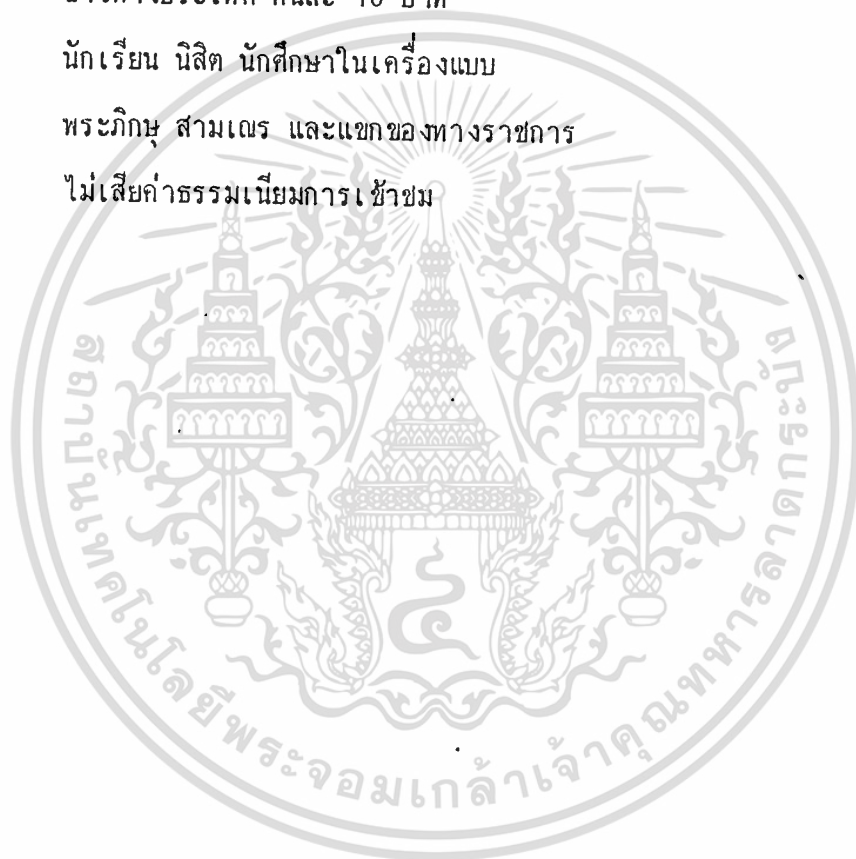 นักเรียน นิสิต นักศึกษาในเครื่องแบบ
พระภิกษุ สามเณร และแขกของทางราชการ
ไม่เสียค่าธรรมเนียมการเข้าชม
สถาบันเทคโนโลยีพระจอมเกล้าเจ้าคุณทหารลาดกระบัง
๔